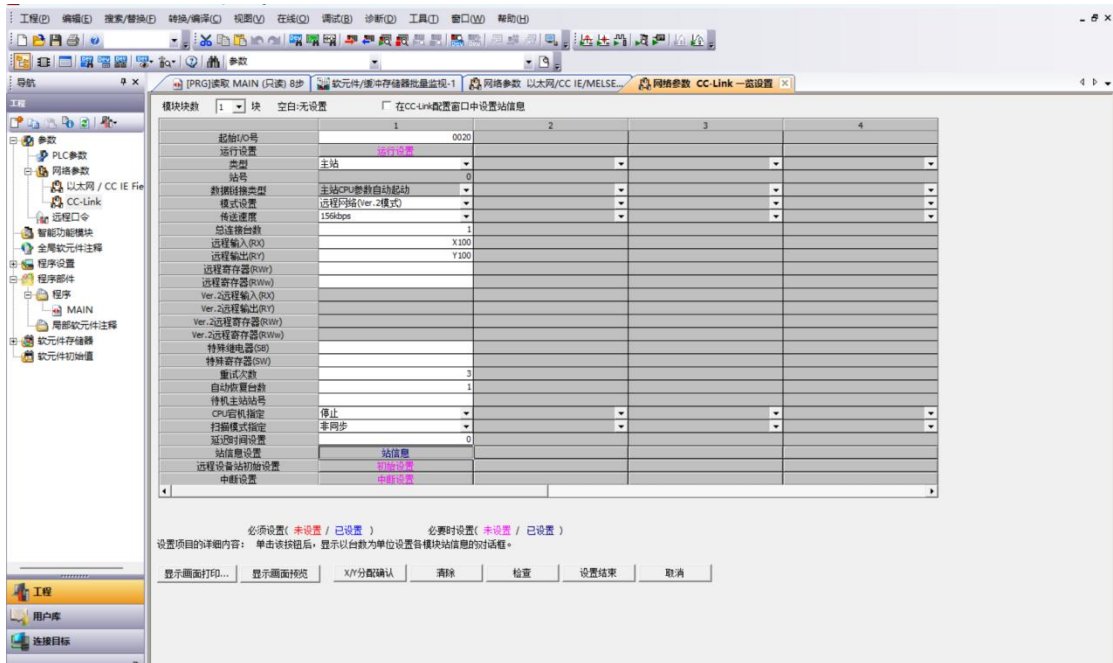 工程(P) 编辑(E) 搜索/替换(F) 转换/编译(C) 视图(V) 在线(O) 调试(B) 诊断(D) 工具(T) 窗口(W) 帮助(H)
参数
导航
[PRG]读取 MAIN (只读) 8步
软元件/缓冲存储器批量监视-1
网络参数 以太网/CC IE/MELSE...
网络参数 CC-Link 一览设置
工程
参数
PLC参数
网络参数
以太网 / CC IE Fie
CC-Link
远程口令
智能功能模块
全局软元件注释
程序设置
程序部件
程序
MAIN
局部软元件注释
软元件存储器
软元件初始值
模块块数 1 块 空白:无设置 在CC-Link配置窗口中设置站信息
1 2 3 4
起始I/O号 0020
运行设置 运行设置
类型 主站
站号 0
数据链接类型 主站CPU参数自动起动
模式设置 远程网络(Ver.2模式)
传送速度 156kbps
总连接台数 1
远程输入(RX) X100
远程输出(RY) Y100
远程寄存器(RWr)
远程寄存器(RWw)
Ver.2远程输入(RX)
Ver.2远程输出(RY)
Ver.2远程寄存器(RWr)
Ver.2远程寄存器(RWw)
特殊继电器(SB)
特殊寄存器(SW)
重试次数 3
自动恢复台数 1
待机主站站号
CPU宕机指定 停止
扫描模式指定 非同步
延迟时间设置 0
站信息设置 站信息
远程设备站初始设置 初始设置
中断设置 中断设置
必须设置( 未设置 / 已设置 ) 必要时设置( 未设置 / 已设置 )
设置项目的详细内容: 单击该按钮后,显示以台数为单位设置各模块站信息的对话框。
显示画面打印... 显示画面预览 X/Y分配确认 清除 检查 设置结束 取消
工程
用户库
连接目标